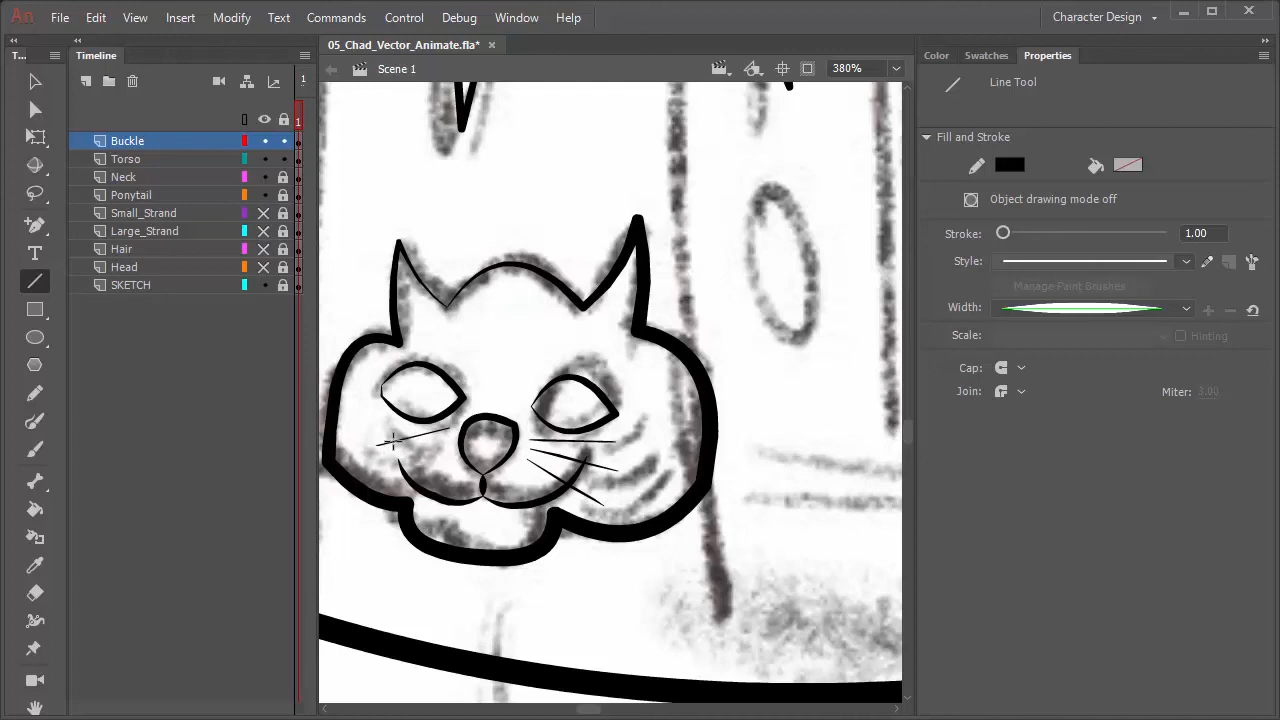 An File Edit View Insert Modify Text Commands Control Debug Window Help Character Design
T... Timeline 1 05_Chad_Vector_Animate.fla* × Color Swatches Properties
Scene 1 380% Line Tool
1
Fill and Stroke
Buckle
Torso
Neck
Ponytail
Small_Strand
Large_Strand
Hair
Head
SKETCH
Object drawing mode off
Stroke: 1.00
Style:
Manage Paint Brushes
Width:
Scale: Hinting
Cap:
Join: Miter: 3.00